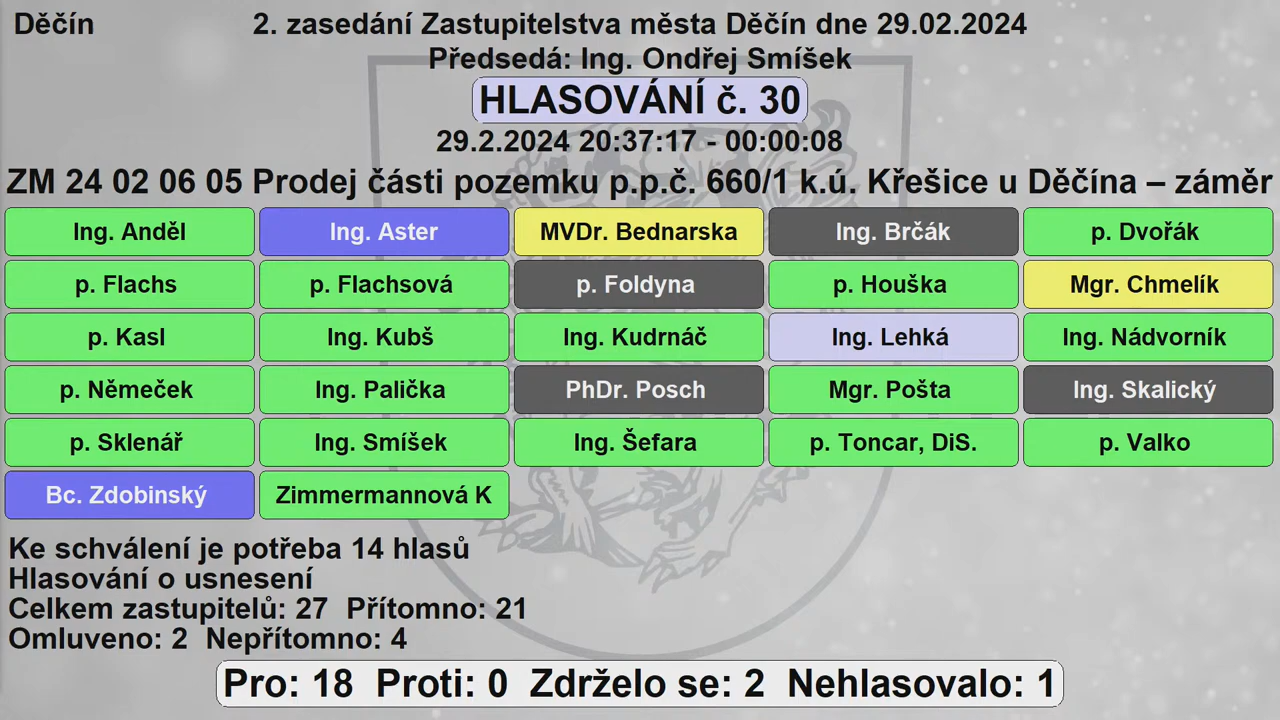 Děčín 2. zasedání Zastupitelstva města Děčín dne 29.02.2024
Předsedá: Ing. Ondřej Smíšek
HLASOVÁNÍ č. 30
29.2.2024 20:37:17 - 00:00:08
ZM 24 02 06 05 Prodej části pozemku p.p.č. 660/1 k.ú. Křešice u Děčína – záměr
Ing. Anděl Ing. Aster MVDr. Bednarska Ing. Brčák p. Dvořák
p. Flachs p. Flachsová p. Foldyna p. Houška Mgr. Chmelík
p. Kasl Ing. Kubš Ing. Kudrnáč Ing. Lehká Ing. Nádvorník
p. Němeček Ing. Palička PhDr. Posch Mgr. Pošta Ing. Skalický
p. Sklenář Ing. Smíšek Ing. Šefara p. Toncar, DiS. p. Valko
Bc. Zdobinský Zimmermannová K
Ke schválení je potřeba 14 hlasů
Hlasování o usnesení
Celkem zastupitelů: 27 Přítomno: 21
Omluveno: 2 Nepřítomno: 4
Pro: 18 Proti: 0 Zdrželo se: 2 Nehlasovalo: 1